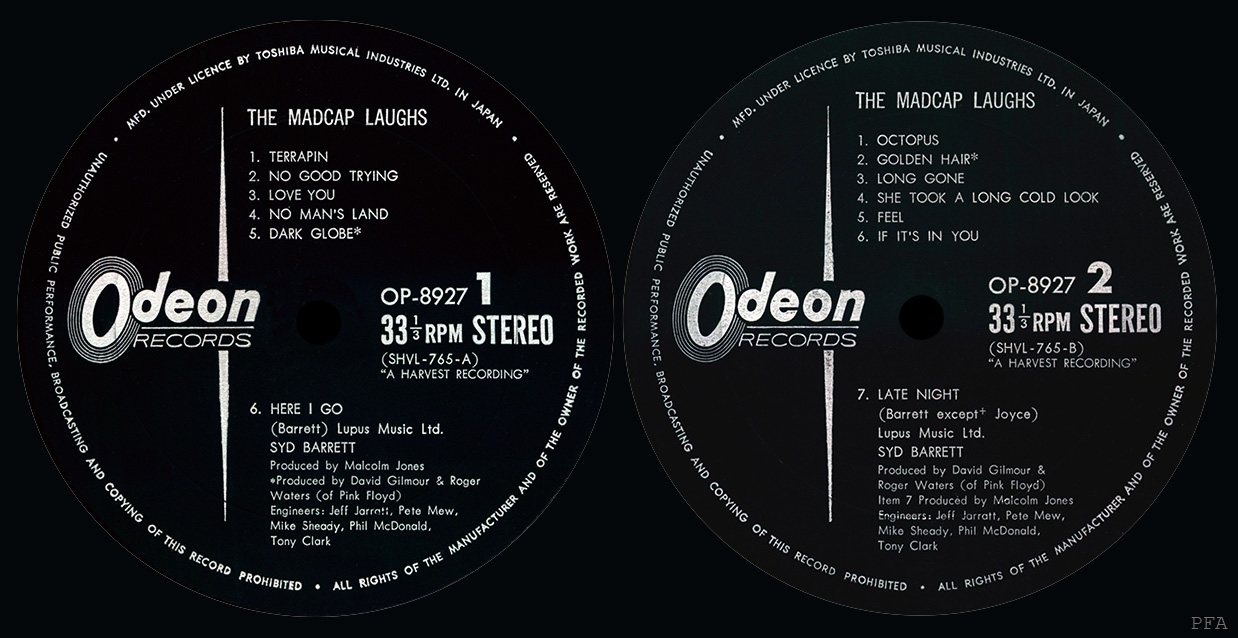 MFD. UNDER LICENCE BY TOSHIBA MUSICAL INDUSTRIES LTD. IN JAPAN •
UNAUTHORIZED PUBLIC PERFORMANCE, BROADCASTING AND COPYING OF THIS RECORD PROHIBITED • ALL RIGHTS OF THE MANUFACTURER AND OF THE OWNER OF THE RECORDED WORK ARE RESERVED •
THE MADCAP LAUGHS
1. TERRAPIN
2. NO GOOD TRYING
3. LOVE YOU
4. NO MAN'S LAND
5. DARK GLOBE*
Odeon
RECORDS
OP-8927 1
33 1/3 RPM STEREO
(SHVL-765-A)
"A HARVEST RECORDING"
6. HERE I GO
(Barrett) Lupus Music Ltd.
SYD BARRETT
Produced by Malcolm Jones
*Produced by David Gilmour & Roger
Waters (of Pink Floyd)
Engineers: Jeff Jarratt, Pete Mew,
Mike Sheady, Phil McDonald,
Tony Clark
MFD. UNDER LICENCE BY TOSHIBA MUSICAL INDUSTRIES LTD. IN JAPAN •
UNAUTHORIZED PUBLIC PERFORMANCE, BROADCASTING AND COPYING OF THIS RECORD PROHIBITED • ALL RIGHTS OF THE MANUFACTURER AND OF THE OWNER OF THE RECORDED WORK ARE RESERVED •
THE MADCAP LAUGHS
1. OCTOPUS
2. GOLDEN HAIR*
3. LONG GONE
4. SHE TOOK A LONG COLD LOOK
5. FEEL
6. IF IT'S IN YOU
Odeon
RECORDS
OP-8927 2
33 1/3 RPM STEREO
(SHVL-765-B)
"A HARVEST RECORDING"
7. LATE NIGHT
(Barrett except+ Joyce)
Lupus Music Ltd.
SYD BARRETT
Produced by David Gilmour &
Roger Waters (of Pink Floyd)
Item 7 Produced by Malcolm Jones
Engineers: Jeff Jarratt, Pete Mew,
Mike Sheady, Phil McDonald,
Tony Clark
PFA